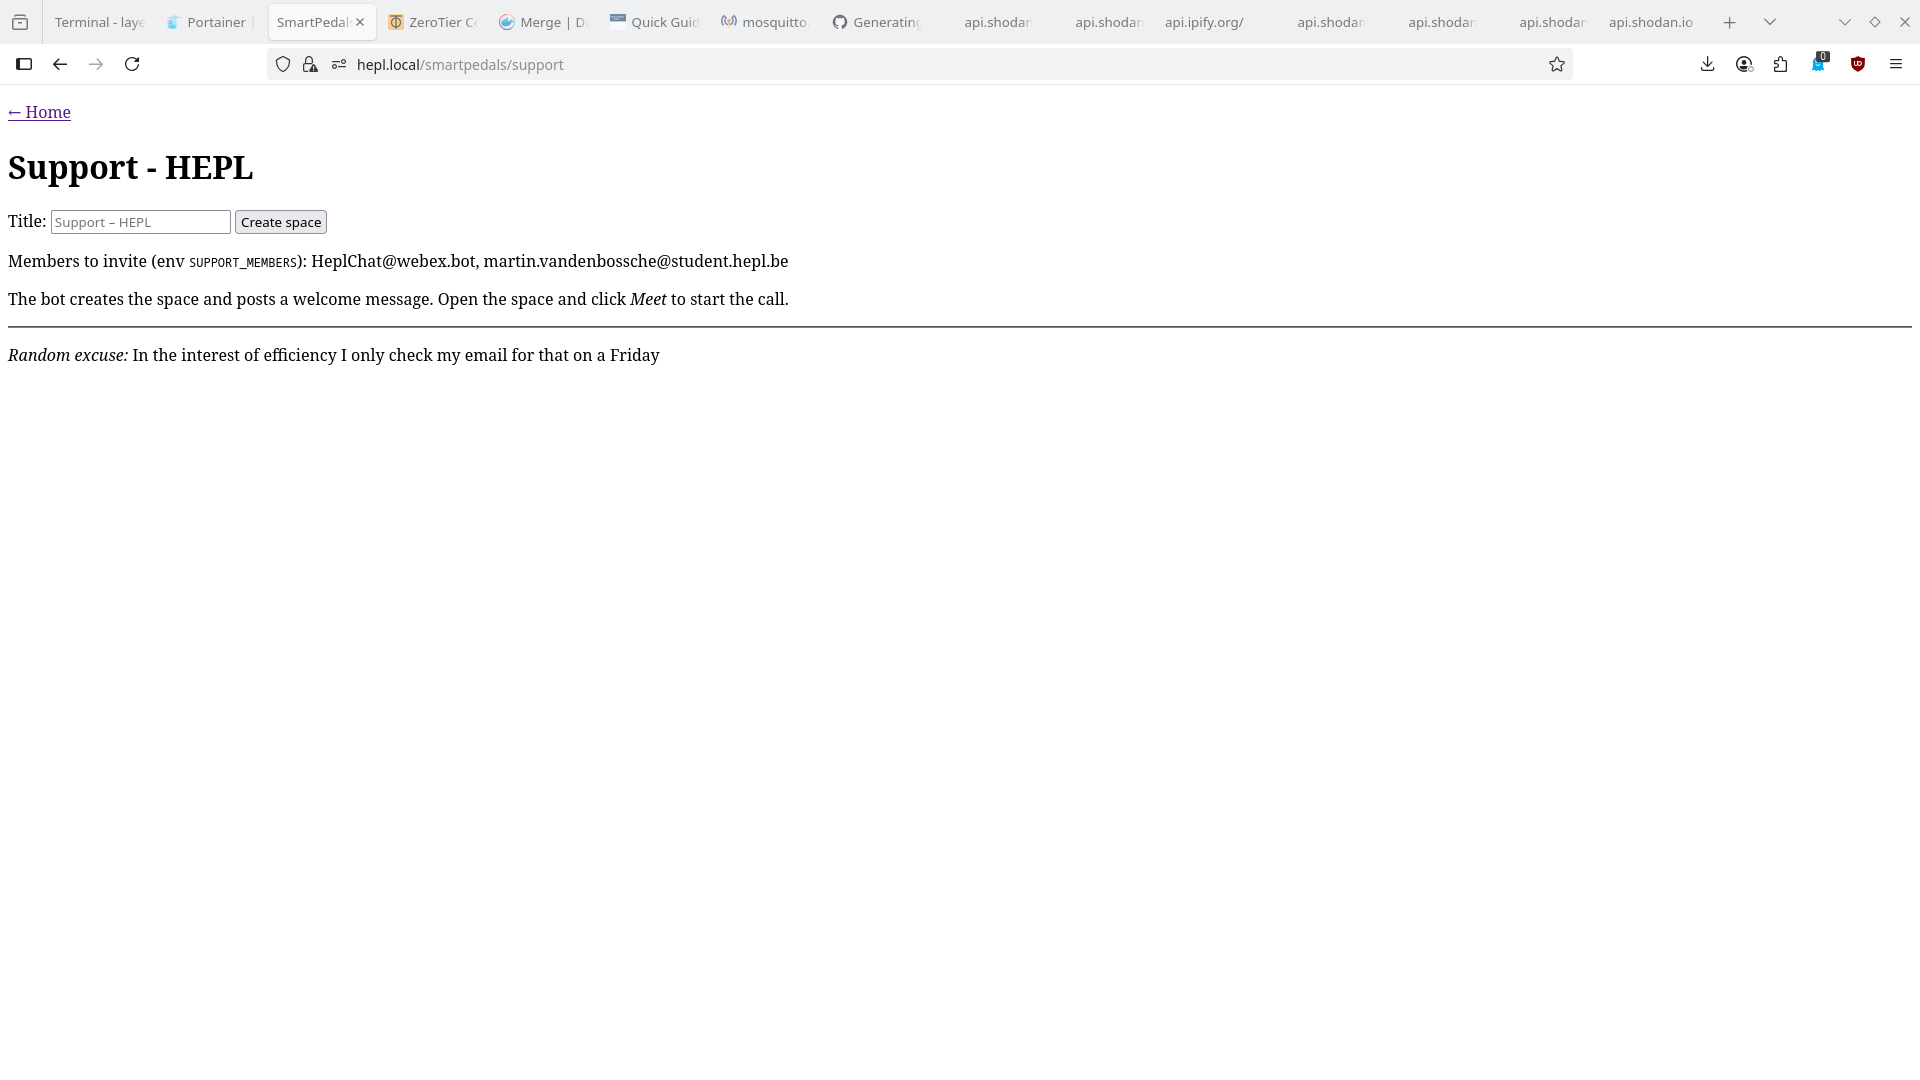 Terminal - laye
Portainer
SmartPedal
ZeroTier C
Merge | D
Quick Guid
mosquitto.
Generating
api.shodan
api.shodan
api.ipify.org/
api.shodan
api.shodan
api.shodan
api.shodan.io
hepl.local/smartpedals/support
0
← Home
Support - HEPL
Title: Support – HEPL Create space
Members to invite (env SUPPORT_MEMBERS): HeplChat@webex.bot, martin.vandenbossche@student.hepl.be
The bot creates the space and posts a welcome message. Open the space and click Meet to start the call.
Random excuse: In the interest of efficiency I only check my email for that on a Friday